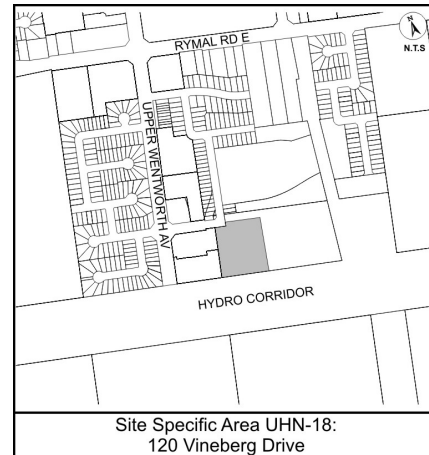 RYMAL RD E
N.T.S
UPPER WENTWORTH AV
HYDRO CORRIDOR
Site Specific Area UHN-18:
120 Vineberg Drive